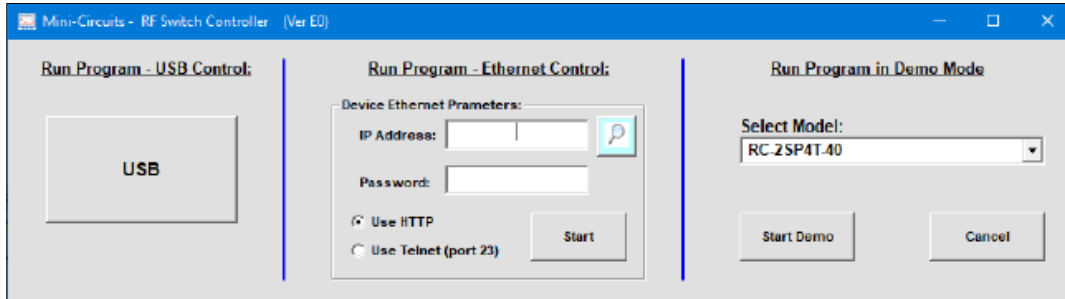 Mini-Circuits - RF Switch Controller (Ver E0)
Run Program - USB Control:
USB
Run Program - Ethernet Control:
Device Ethernet Prameters:
IP Address:
Password:
Use HTTP
Use Telnet (port 23)
Start
Run Program in Demo Mode
Select Model:
RC-2SP4T-40
Start Demo
Cancel